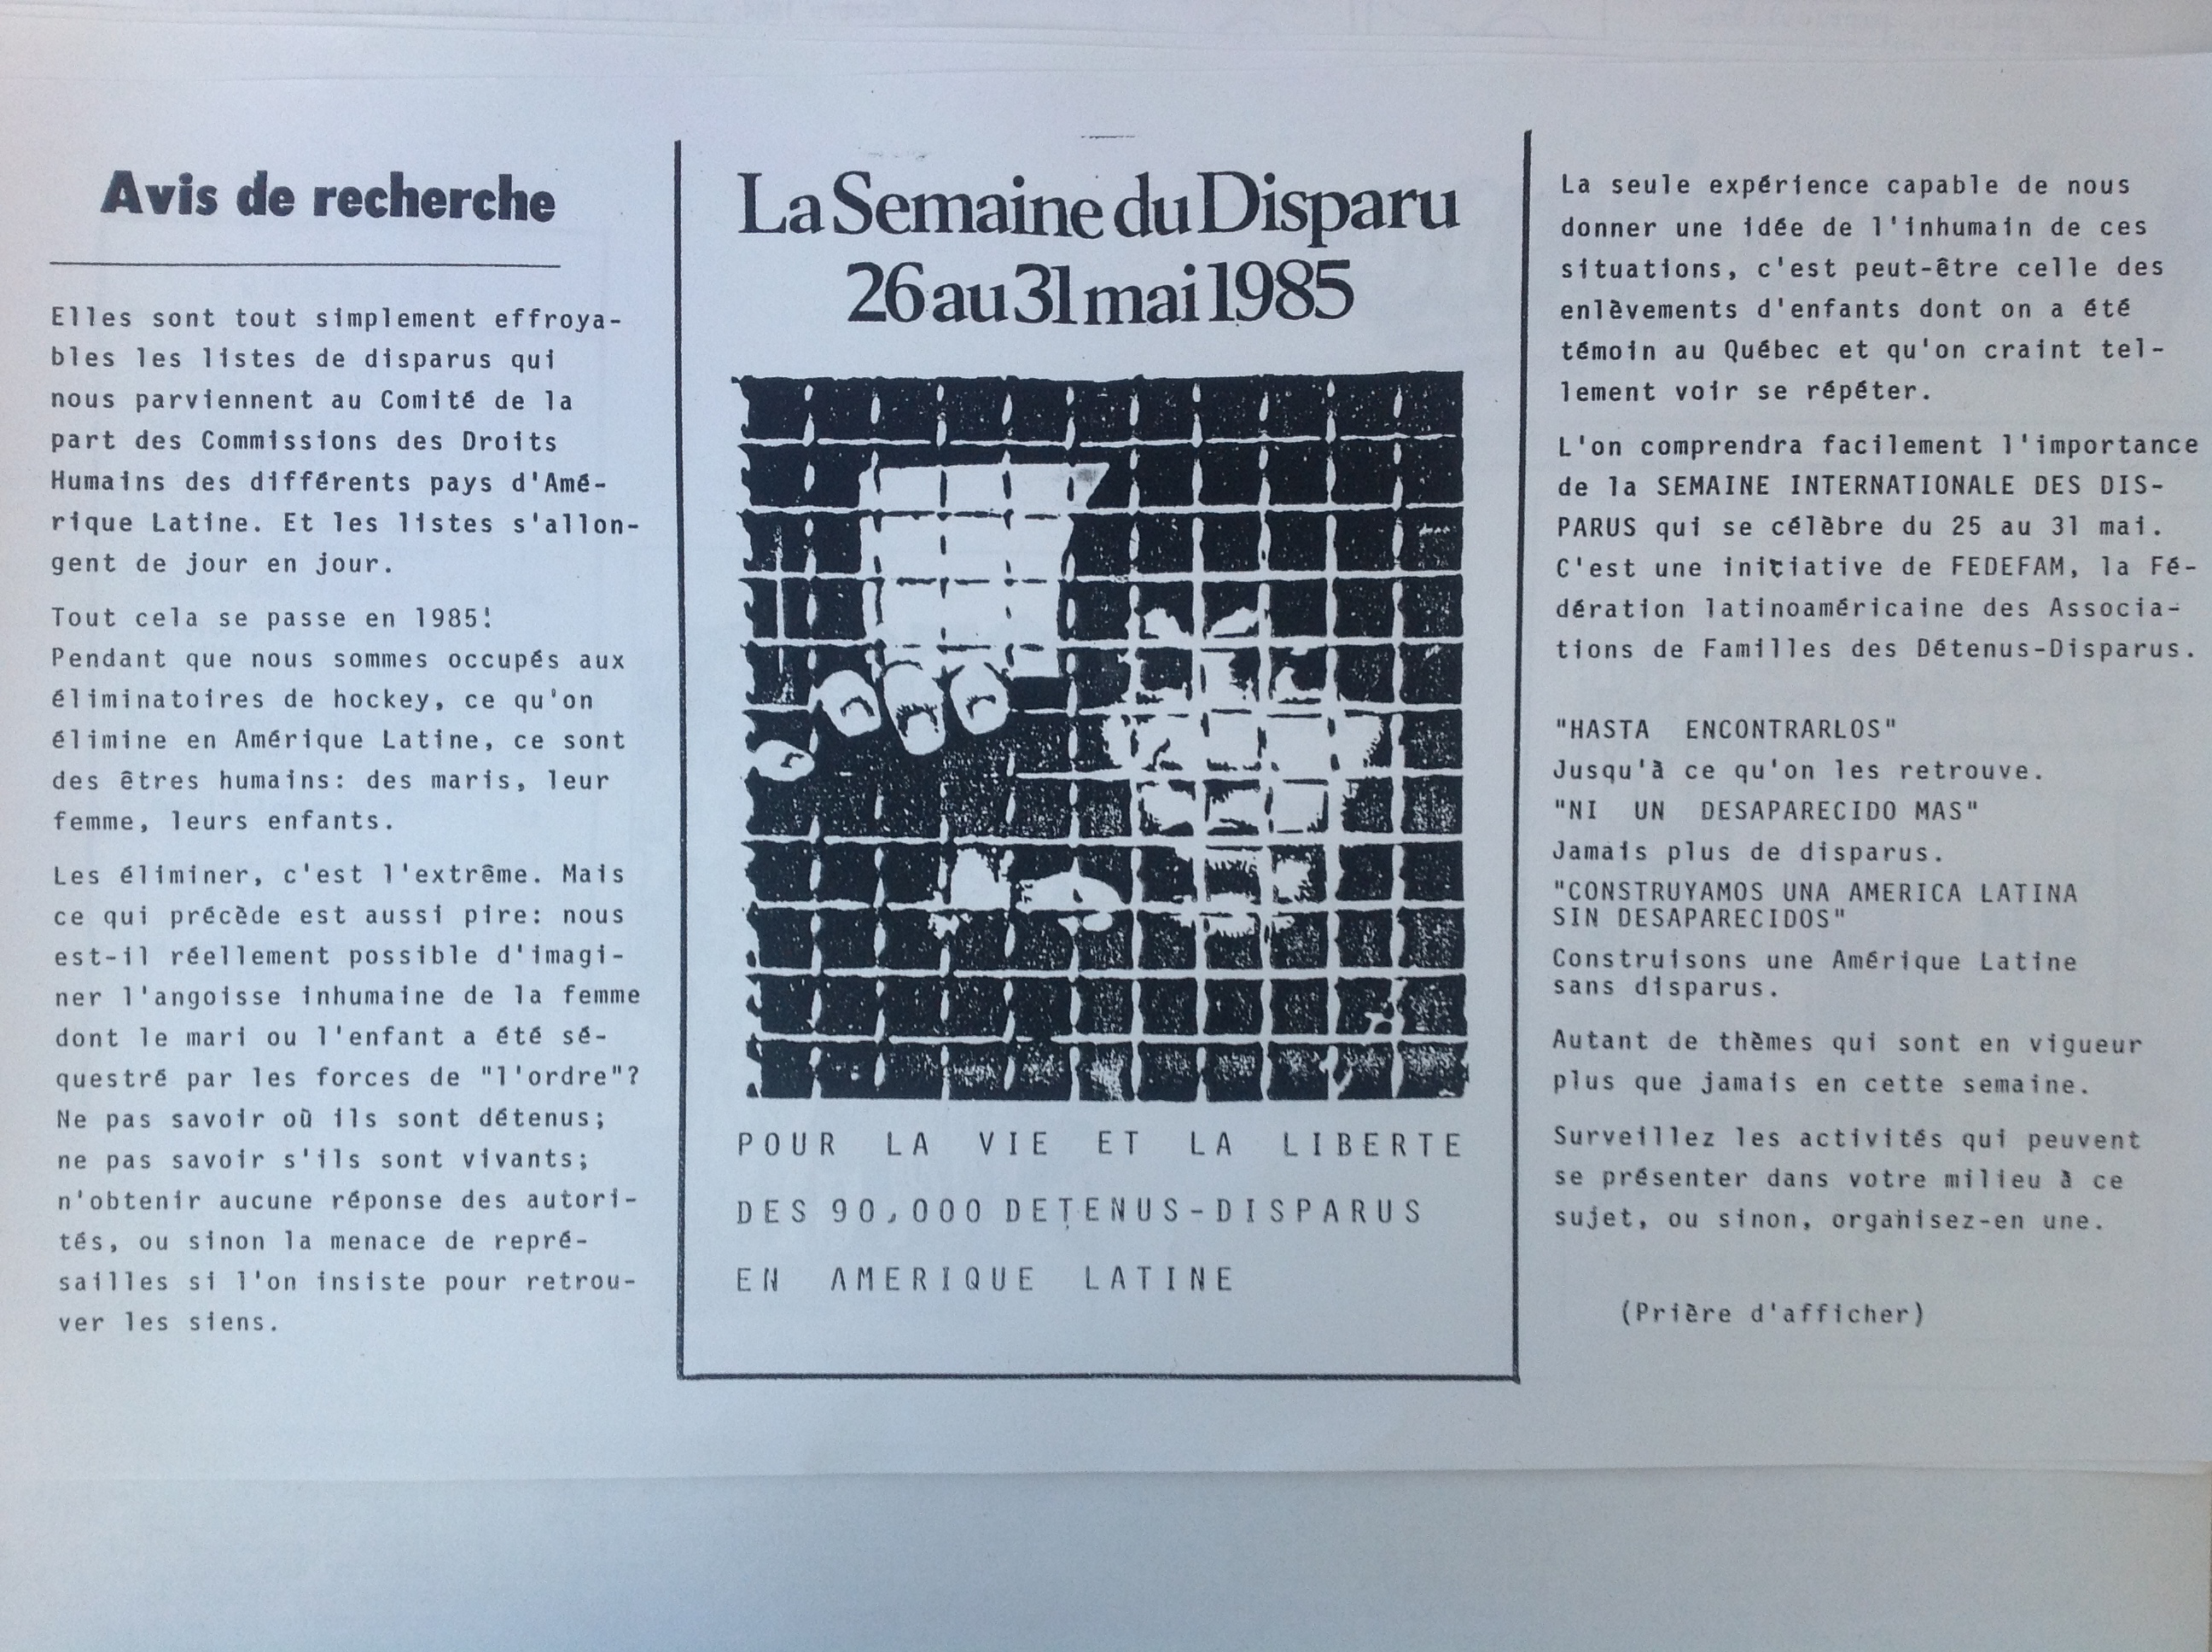 Avis de recherche
Elles sont tout simplement effroya-
bles les listes de disparus qui
nous parviennent au Comité de la
part des Commissions des Droits
Humains des différents pays d'Amé-
rique Latine. Et les listes s'allon-
gent de jour en jour.
Tout cela se passe en 1985!
Pendant que nous sommes occupés aux
éliminatoires de hockey, ce qu'on
élimine en Amérique Latine, ce sont
des êtres humains: des maris, leur
femme, leurs enfants.
Les éliminer, c'est l'extrême. Mais
ce qui précède est aussi pire: nous
est-il réellement possible d'imagi-
ner l'angoisse inhumaine de la femme
dont le mari ou l'enfant a été sé-
questré par les forces de "l'ordre"?
Ne pas savoir où ils sont détenus;
ne pas savoir s'ils sont vivants;
n'obtenir aucune réponse des autori-
tés, ou sinon la menace de repré-
sailles si l'on insiste pour retrou-
ver les siens.
La Semaine du Disparu
26 au 31 mai 1985
POUR LA VIE ET LA LIBERTE
DES 90,000 DETENUS-DISPARUS
EN AMERIQUE LATINE
La seule expérience capable de nous
donner une idée de l'inhumain de ces
situations, c'est peut-être celle des
enlèvements d'enfants dont on a été
témoin au Québec et qu'on craint tel-
lement voir se répéter.
L'on comprendra facilement l'importance
de la SEMAINE INTERNATIONALE DES DIS-
PARUS qui se célèbre du 25 au 31 mai.
C'est une initiative de FEDEFAM, la Fé-
dération latinoaméricaine des Associa-
tions de Familles des Détenus-Disparus.
"HASTA ENCONTRARLOS"
Jusqu'à ce qu'on les retrouve.
"NI UN DESAPARECIDO MAS"
Jamais plus de disparus.
"CONSTRUYAMOS UNA AMERICA LATINA
SIN DESAPARECIDOS"
Construisons une Amérique Latine
sans disparus.
Autant de thèmes qui sont en vigueur
plus que jamais en cette semaine.
Surveillez les activités qui peuvent
se présenter dans votre milieu à ce
sujet, ou sinon, organisez-en une.
(Prière d'afficher)